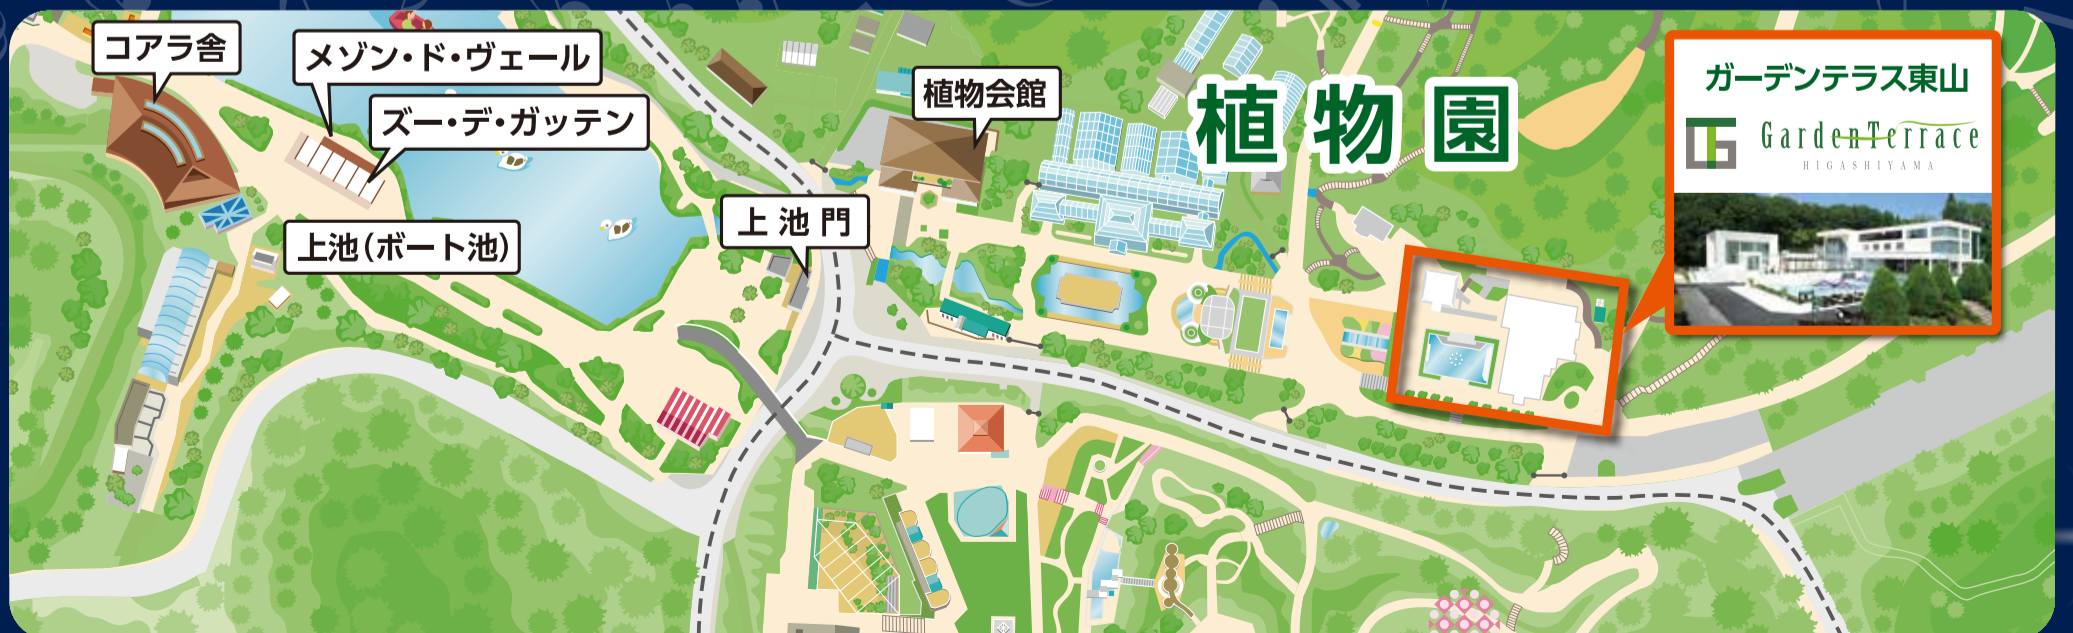 コアラ舎
メゾン・ド・ヴェール
ズー・デ・ガッテン
上池(ボート池)
上池門
植物会館
植物園
ガーデンテラス東山
GardenTerrace
HIGASHIYAMA